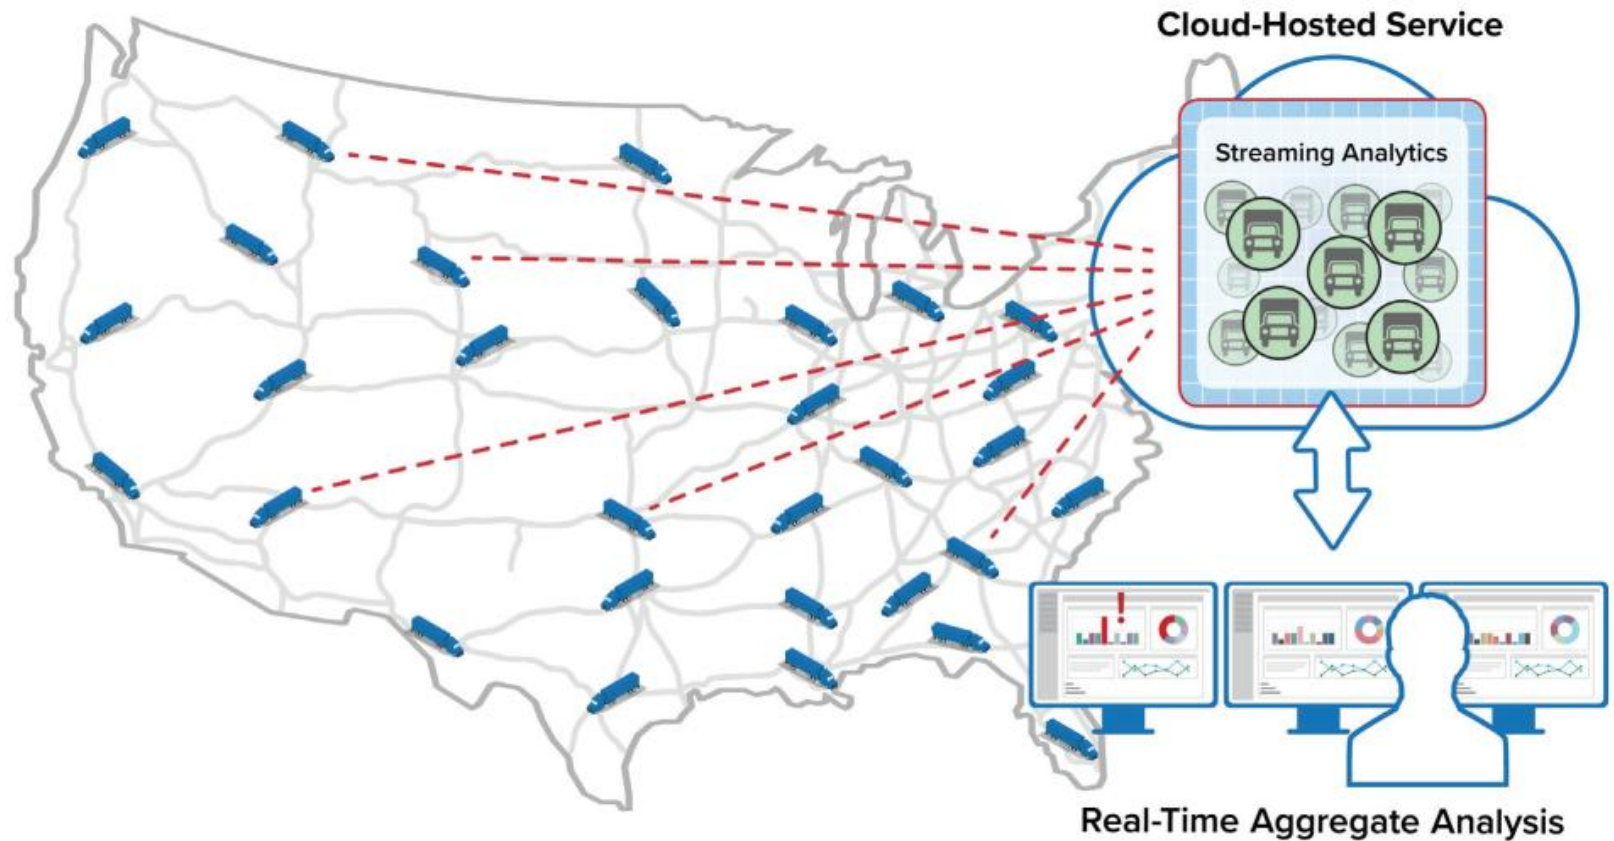 Cloud-Hosted Service
Streaming Analytics
!
Real-Time Aggregate Analysis